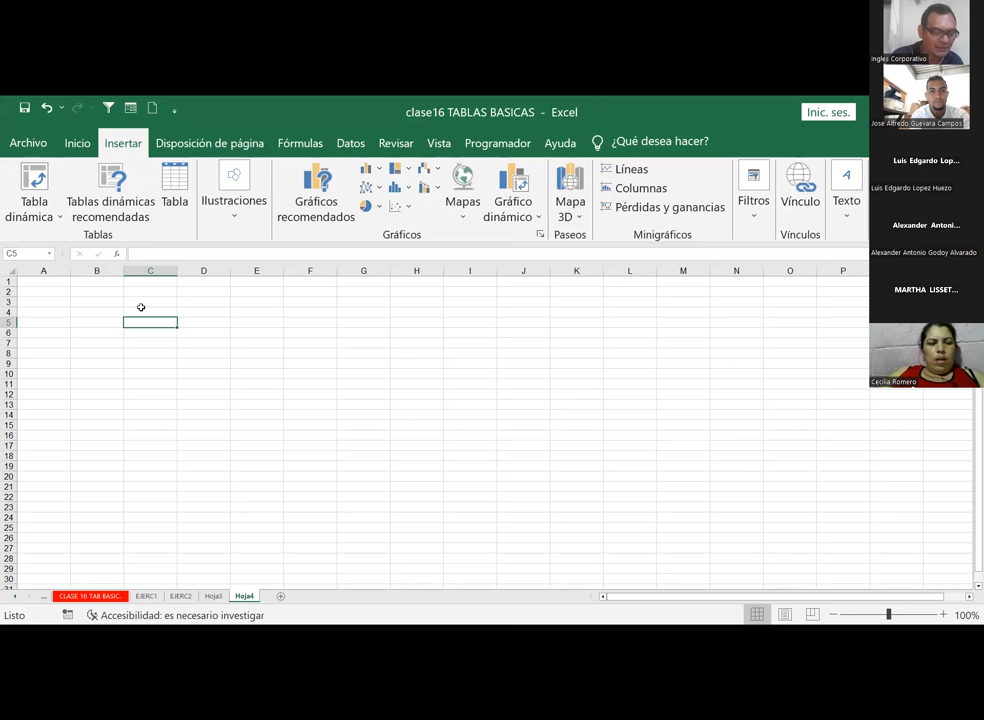 clase16 TABLAS BASICAS - Excel
Inic. ses.
Archivo Inicio Insertar Disposición de página Fórmulas Datos Revisar Vista Programador Ayuda ¿Qué desea hacer?
Tabla dinámica
Tablas dinámicas recomendadas
Tabla
Ilustraciones
Gráficos recomendados
Mapas
Gráfico dinámico
Mapa 3D
Líneas
Columnas
Pérdidas y ganancias
Filtros
Vínculo
Texto
Tablas Gráficos Paseos Minigráficos Vínculos
C5 fx
A B C D E F G H I J K L M N O P
1
2
3
4
5
6
7
8
9
10
11
12
13
14
15
16
17
18
19
20
21
22
23
24
25
26
27
28
29
30
31
... CLASE 16 TAB BASIC. EJERC1 EJERC2 Hoja3 Hoja4
Listo Accesibilidad: es necesario investigar 100%
Ingles Corporativo
Jose Alfredo Guevara Campos
Luis Edgardo Lop...
Luis Edgardo Lopez Huezo
Alexander Antoni...
Alexander Antonio Godoy Alvarado
MARTHA LISSET...
Cecilia Romero